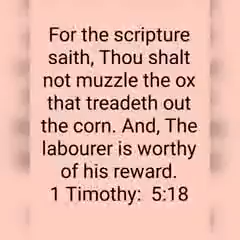 For the scripture
saith, Thou shalt
not muzzle the ox
that treadeth out
the corn. And, The
labourer is worthy
of his reward.
1 Timothy:  5:18